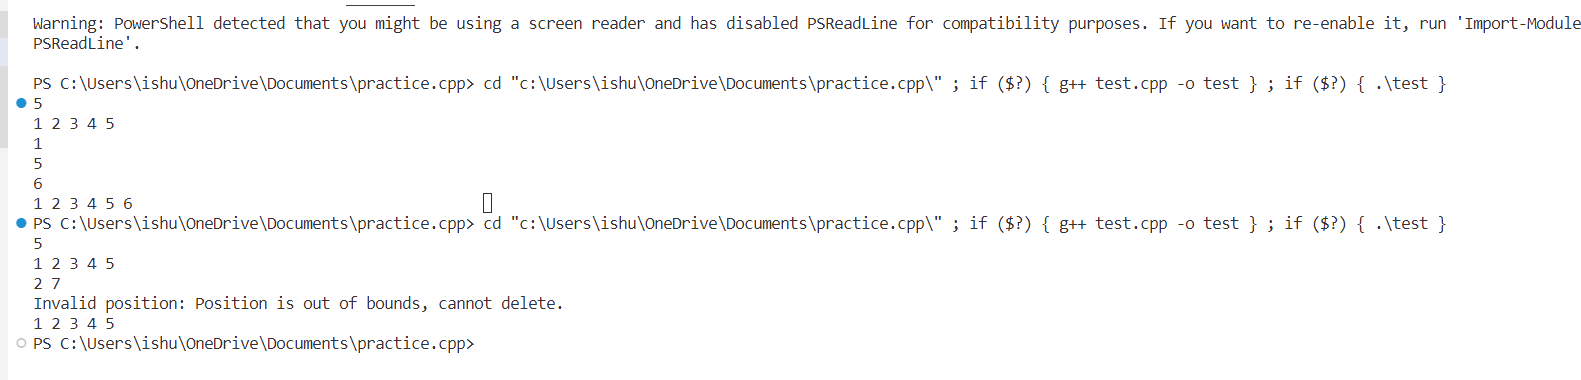 Warning: PowerShell detected that you might be using a screen reader and has disabled PSReadLine for compatibility purposes. If you want to re-enable it, run 'Import-Module
PSReadLine'.
PS C:\Users\ishu\OneDrive\Documents\practice.cpp> cd "c:\Users\ishu\OneDrive\Documents\practice.cpp\" ; if ($?) { g++ test.cpp -o test } ; if ($?) { .\test }
5
1 2 3 4 5
1
5
6
1 2 3 4 5 6
PS C:\Users\ishu\OneDrive\Documents\practice.cpp> cd "c:\Users\ishu\OneDrive\Documents\practice.cpp\" ; if ($?) { g++ test.cpp -o test } ; if ($?) { .\test }
5
1 2 3 4 5
2 7
Invalid position: Position is out of bounds, cannot delete.
1 2 3 4 5
PS C:\Users\ishu\OneDrive\Documents\practice.cpp>